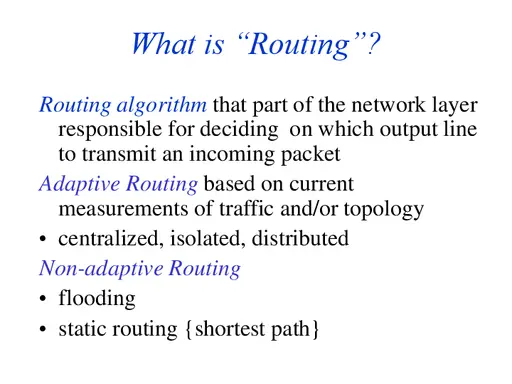 What is “Routing”?
Routing algorithm that part of the network layer
responsible for deciding on which output line
to transmit an incoming packet
Adaptive Routing based on current
measurements of traffic and/or topology
• centralized, isolated, distributed
Non-adaptive Routing
• flooding
• static routing {shortest path}